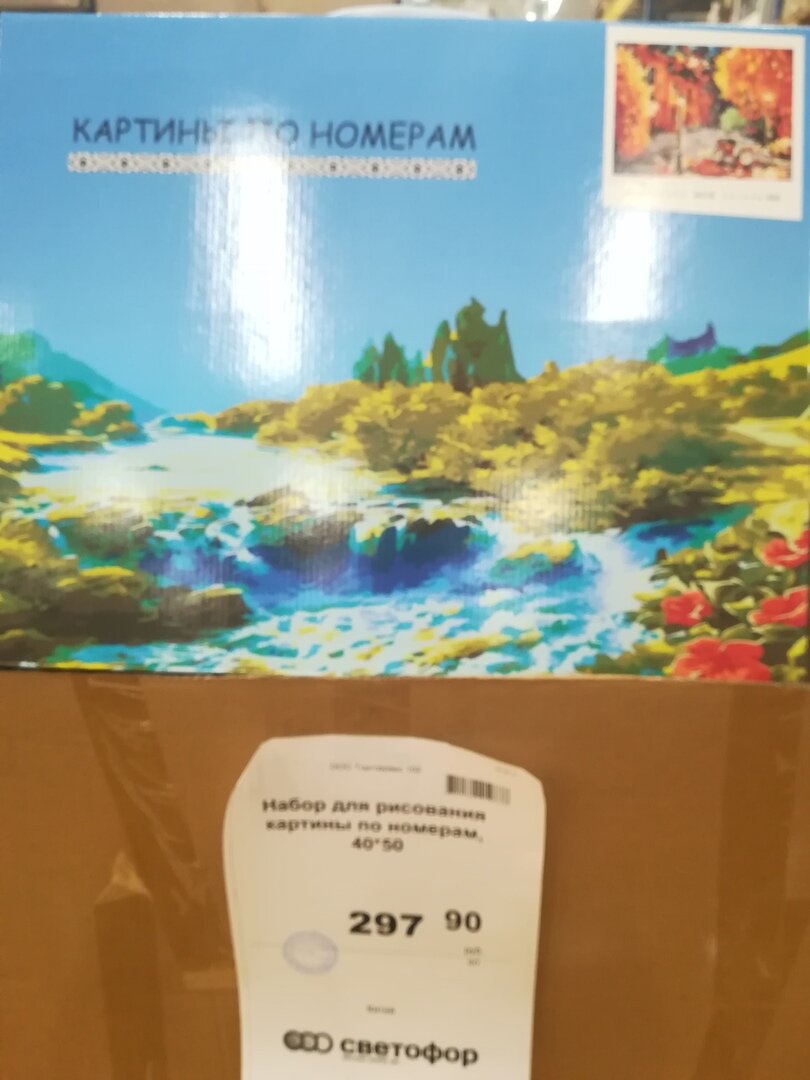 КАРТИНЫ ПО НОМЕРАМ
Набор для рисования
картины по номерам,
40*50
297 90
светофор